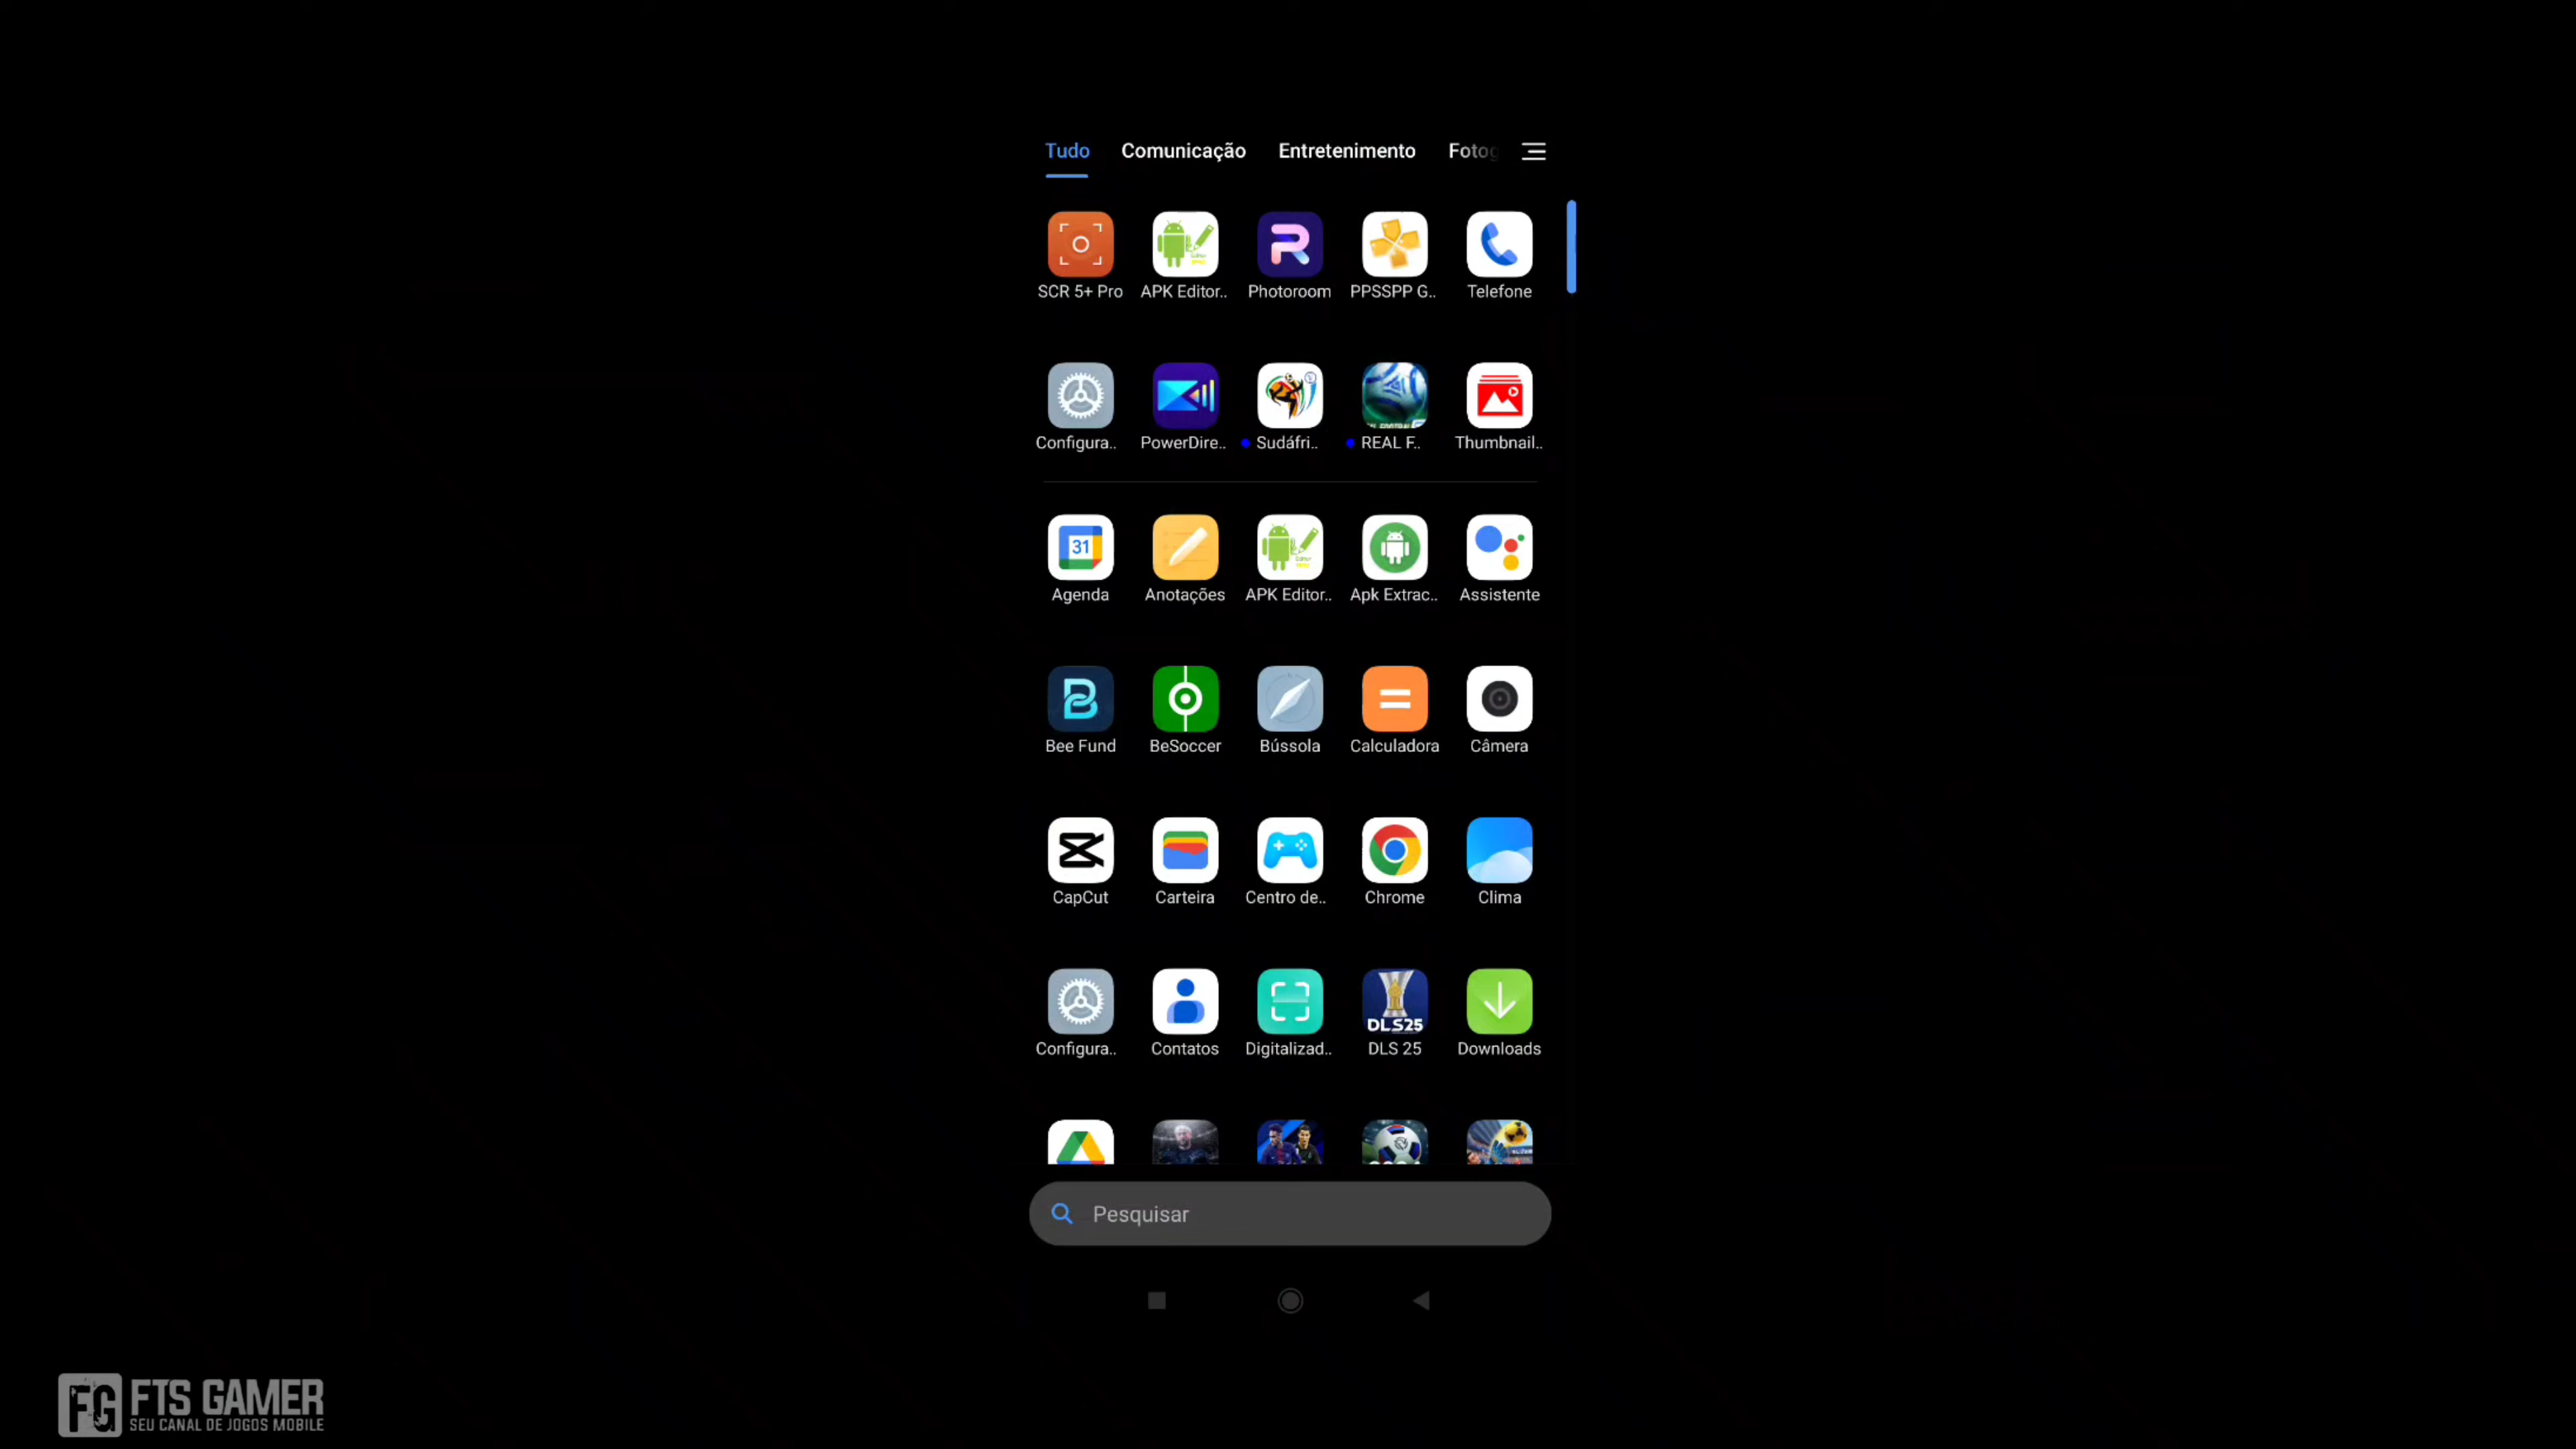 Tudo Comunicação Entretenimento Fotog
SCR 5+ Pro APK Editor.. Photoroom PPSSPP G.. Telefone
Configura.. PowerDire.. Sudáfri.. REAL F.. Thumbnail..
31
Agenda Anotações APK Editor.. Apk Extrac.. Assistente
Bee Fund BeSoccer Bússola Calculadora Câmera
CapCut Carteira Centro de.. Chrome Clima
DLS25
Configura.. Contatos Digitalizad.. DLS 25 Downloads
Pesquisar
FG FTS GAMER
SEU CANAL DE JOGOS MOBILE